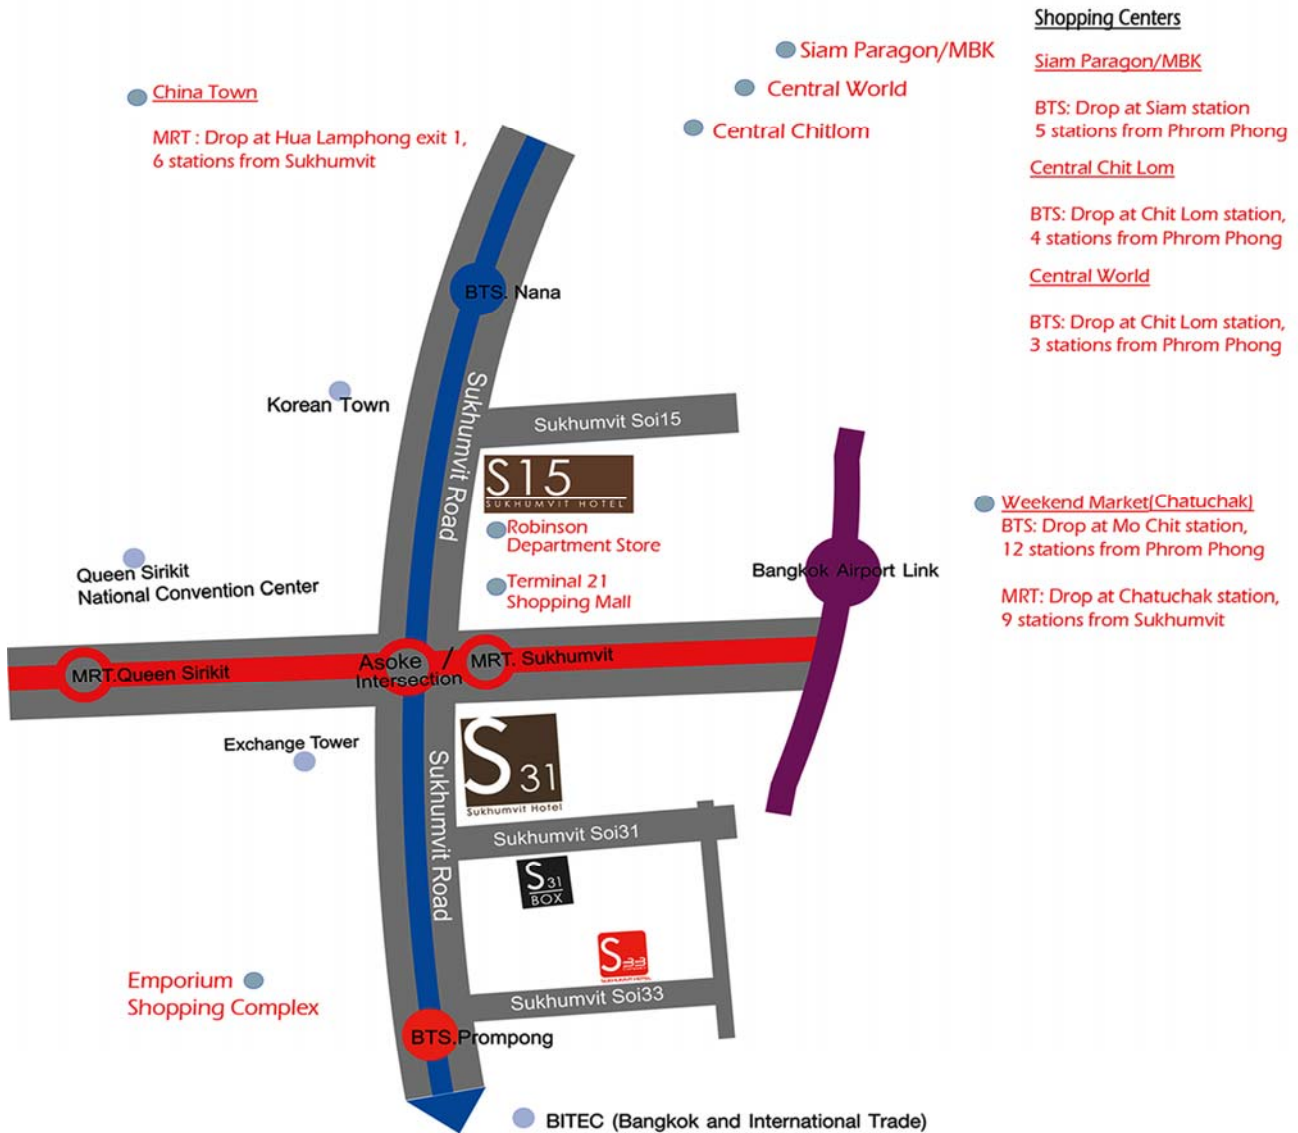 Shopping Centers
Siam Paragon/MBK
BTS: Drop at Siam station
5 stations from Phrom Phong
Central Chit Lom
BTS: Drop at Chit Lom station,
4 stations from Phrom Phong
Central World
BTS: Drop at Chit Lom station,
3 stations from Phrom Phong
Siam Paragon/MBK
Central World
Central Chitlom
China Town
MRT : Drop at Hua Lamphong exit 1,
6 stations from Sukhumvit
BTS. Nana
Korean Town
Sukhumvit Road
Sukhumvit Soi15
S15
SUKHUMVIT HOTEL
Robinson
Department Store
Terminal 21
Shopping Mall
Bangkok Airport Link
Weekend Market(Chatuchak)
BTS: Drop at Mo Chit station,
12 stations from Phrom Phong
MRT: Drop at Chatuchak station,
9 stations from Sukhumvit
Queen Sirikit
National Convention Center
MRT.Queen Sirikit
Asoke /
Intersection
MRT. Sukhumvit
Exchange Tower
S 31
Sukhumvit Hotel
Sukhumvit Road
Sukhumvit Soi31
S 31
BOX
S 33
SUKHUMVIT HOTEL
Sukhumvit Soi33
Emporium
Shopping Complex
BTS.Prompong
BITEC (Bangkok and International Trade)